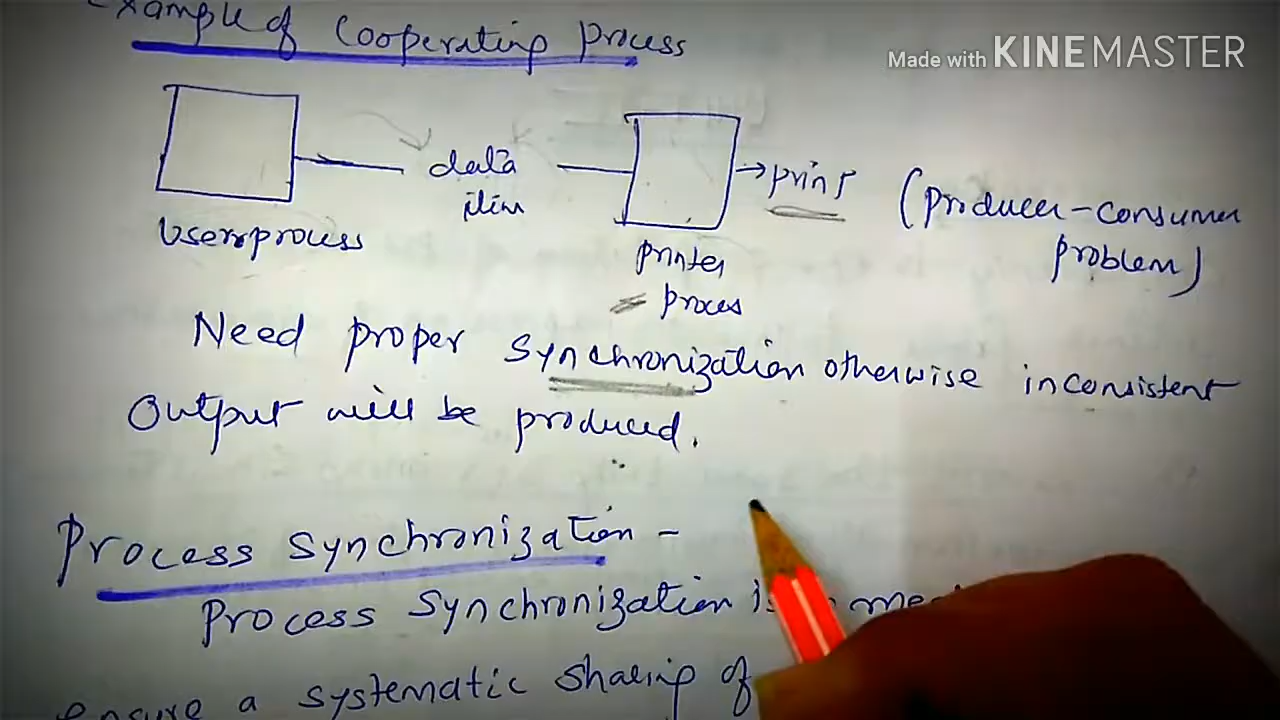 Example of Cooperating Process
Made with KINEMASTER
data
item
print
(Producer-consumer
problem)
User process
printer
proces
Need proper synchronization otherwise inconsistent
Output will be produced.
Process synchronization -
Process synchronization is
ensure a systematic sharing of